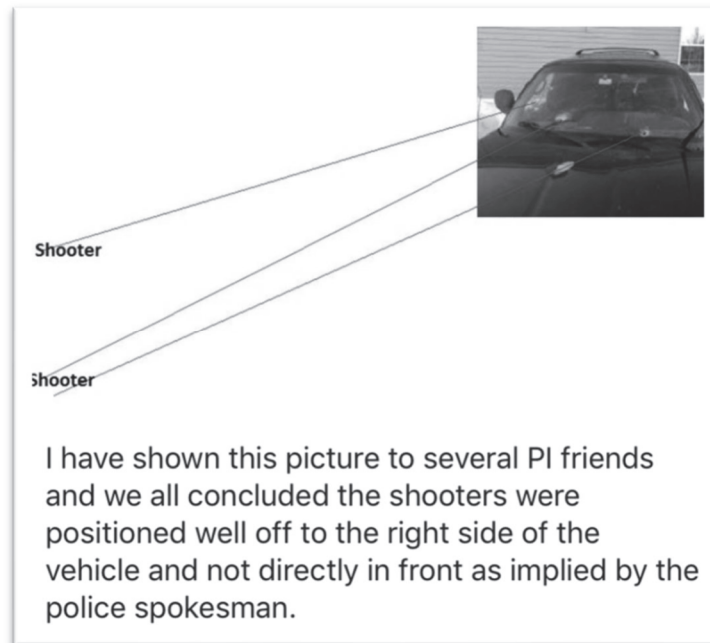 Shooter
Shooter
I have shown this picture to several PI friends
and we all concluded the shooters were
positioned well off to the right side of the
vehicle and not directly in front as implied by the
police spokesman.